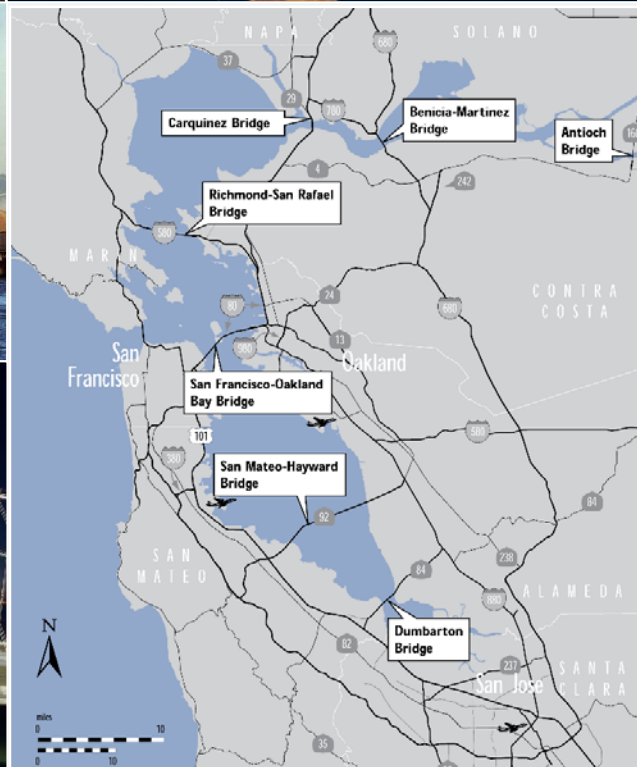 NAPA
SOLANO
680
37
29
780
Carquinez Bridge
Benicia-Martinez
Bridge
Antioch
Bridge
160
4
242
Richmond-San Rafael
Bridge
580
MARIN
80
24
680
CONTRA
COSTA
13
980
San
Francisco
Oakland
San Francisco-Oakland
Bay Bridge
101
580
380
San Mateo-Hayward
Bridge
92
84
SAN
MATEO
238
84
880
ALAMEDA
N
Dumbarton
Bridge
82
237
SANTA
CLARA
San Jose
miles
0 10
0 10
35